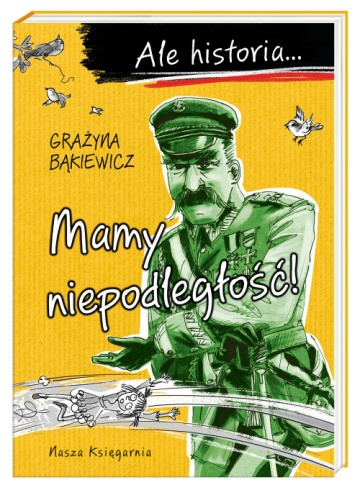 Ale historia...
GRAŻYNA
BĄKIEWICZ
Mamy
niepodległość!
Nasza Księgarnia